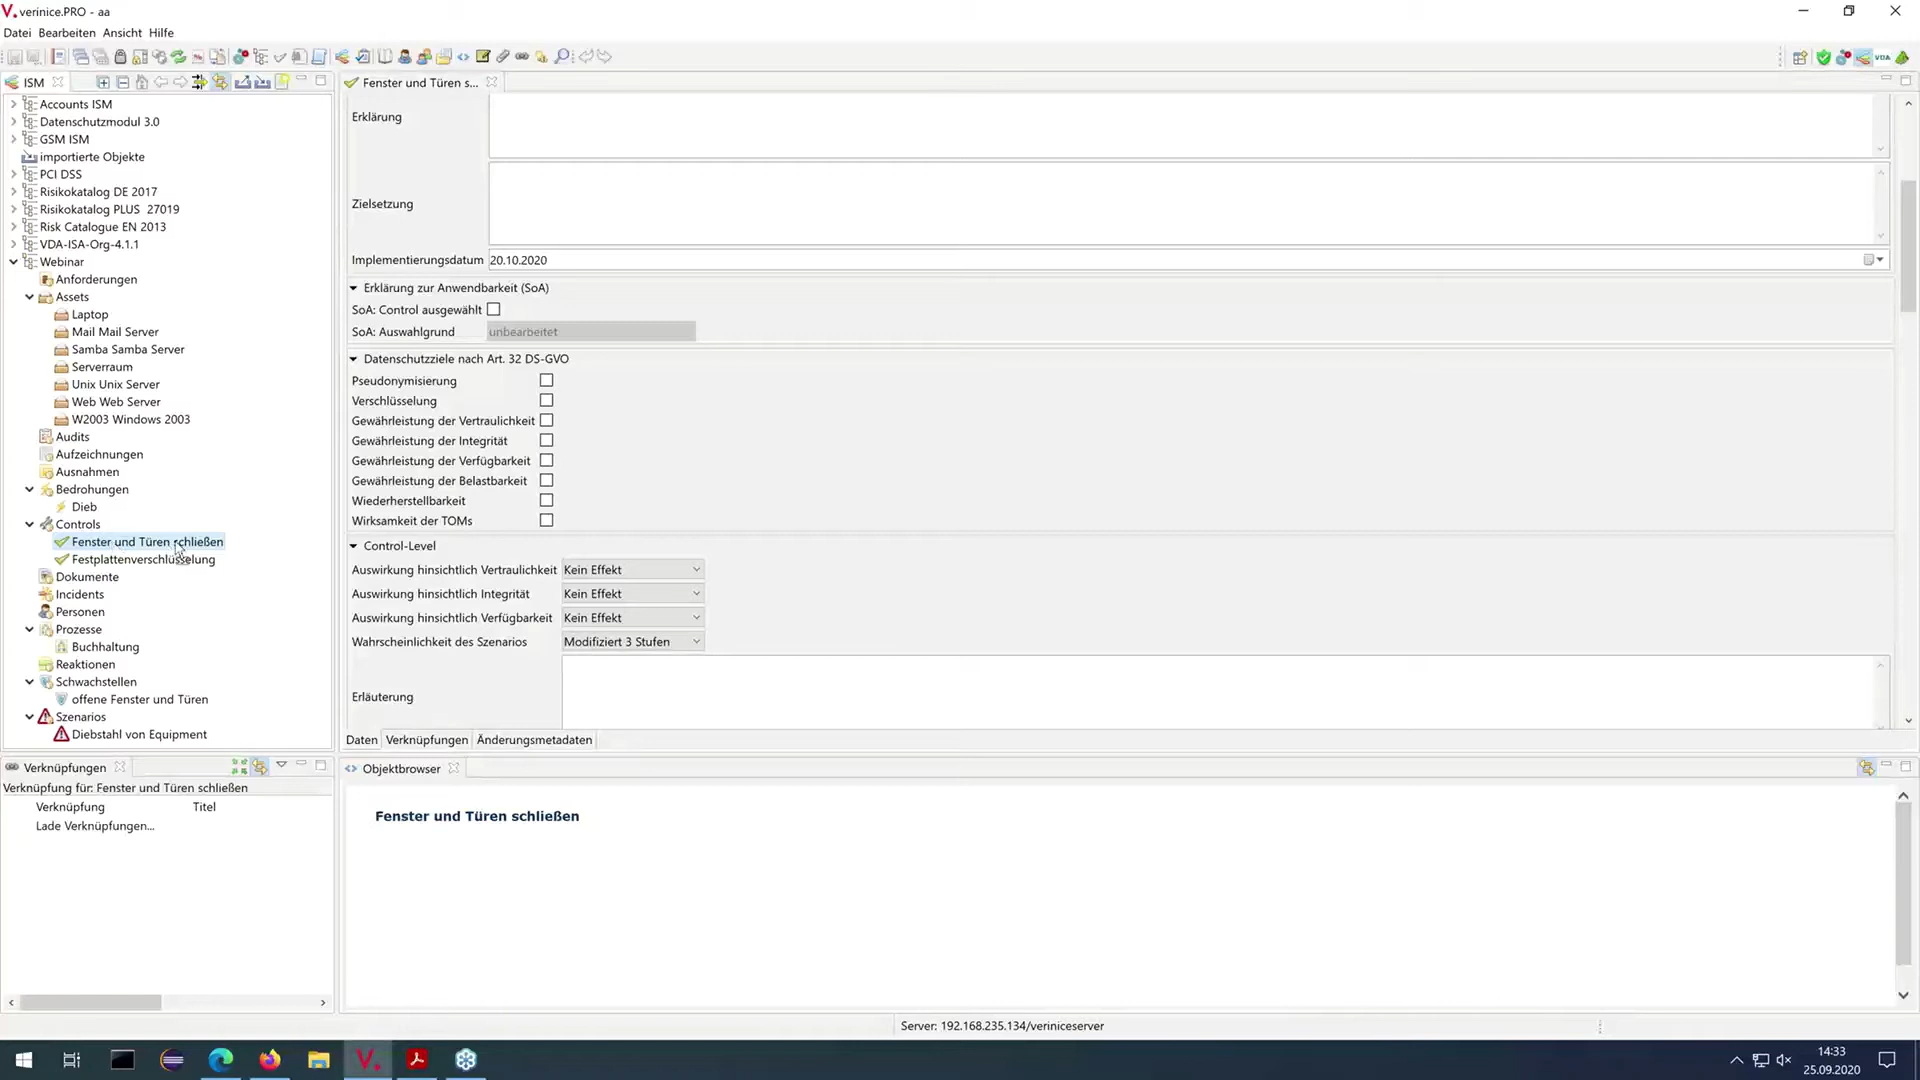 verinice.PRO - aa
Datei Bearbeiten Ansicht Hilfe
VDA
ISM
Accounts ISM
Datenschutzmodul 3.0
GSM ISM
importierte Objekte
PCI DSS
Risikokatalog DE 2017
Risikokatalog PLUS 27019
Risk Catalogue EN 2013
VDA-ISA-Org-4.1.1
Webinar
Anforderungen
Assets
Laptop
Mail Mail Server
Samba Samba Server
Serverraum
Unix Unix Server
Web Web Server
W2003 Windows 2003
Audits
Aufzeichnungen
Ausnahmen
Bedrohungen
Dieb
Controls
Fenster und Türen schließen
Festplattenverschlüsselung
Dokumente
Incidents
Personen
Prozesse
Buchhaltung
Reaktionen
Schwachstellen
offene Fenster und Türen
Szenarios
Diebstahl von Equipment
Fenster und Türen s...
Erklärung
Zielsetzung
Implementierungsdatum 20.10.2020
Erklärung zur Anwendbarkeit (SoA)
SoA: Control ausgewählt
SoA: Auswahlgrund unbearbeitet
Datenschutzziele nach Art. 32 DS-GVO
Pseudonymisierung
Verschlüsselung
Gewährleistung der Vertraulichkeit
Gewährleistung der Integrität
Gewährleistung der Verfügbarkeit
Gewährleistung der Belastbarkeit
Wiederherstellbarkeit
Wirksamkeit der TOMs
Control-Level
Auswirkung hinsichtlich Vertraulichkeit Kein Effekt
Auswirkung hinsichtlich Integrität Kein Effekt
Auswirkung hinsichtlich Verfügbarkeit Kein Effekt
Wahrscheinlichkeit des Szenarios Modifiziert 3 Stufen
Erläuterung
Daten Verknüpfungen Änderungsmetadaten
Verknüpfungen
Verknüpfung für: Fenster und Türen schließen
Verknüpfung Titel
Lade Verknüpfungen...
Objektbrowser
Fenster und Türen schließen
Server: 192.168.235.134/veriniceserver
14:33
25.09.2020